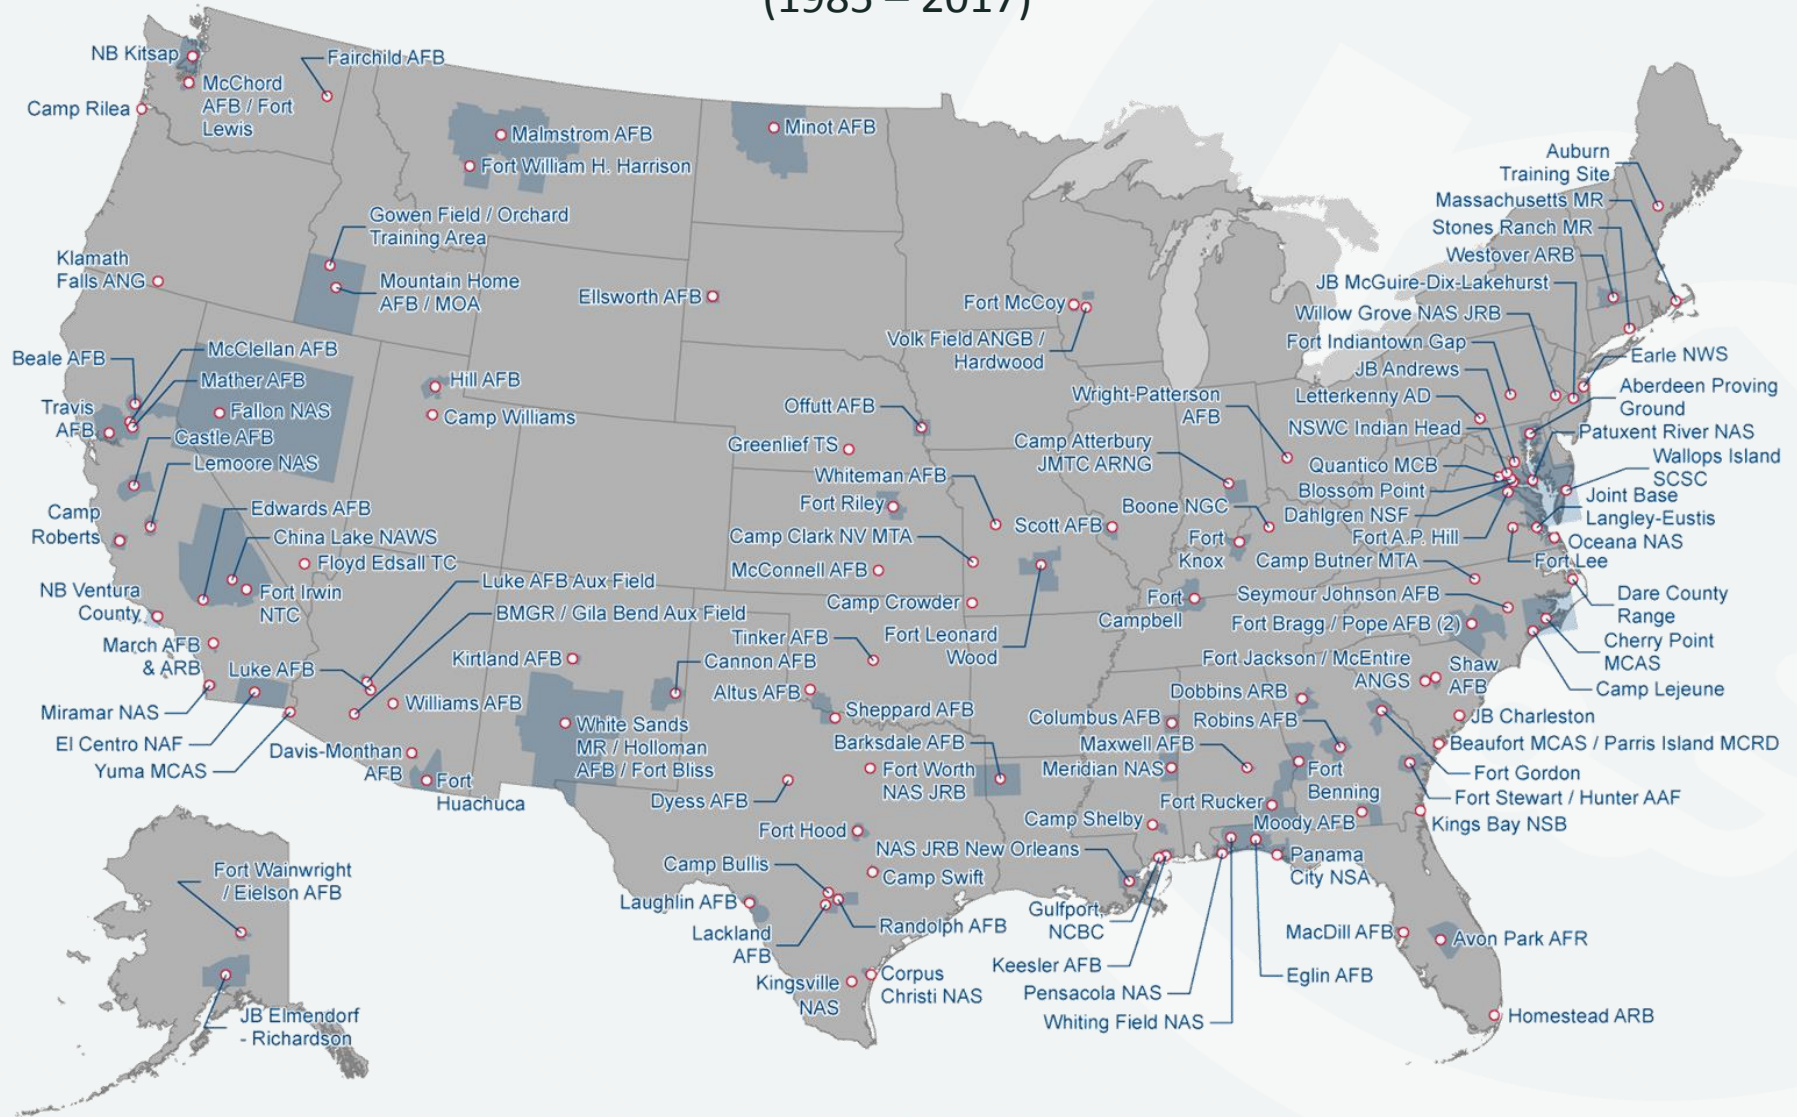 (1985 – 2017)
NB Kitsap
McChord
AFB / Fort
Lewis
Fairchild AFB
Camp Rilea
Malmstrom AFB
Fort William H. Harrison
Minot AFB
Gowen Field / Orchard
Training Area
Mountain Home
AFB / MOA
Klamath
Falls ANG
Ellsworth AFB
Fort McCoy
Volk Field ANGB /
Hardwood
Auburn
Training Site
Massachusetts MR
Stones Ranch MR
Westover ARB
JB McGuire-Dix-Lakehurst
Willow Grove NAS JRB
Fort Indiantown Gap
JB Andrews
Letterkenny AD
NSWC Indian Head
Quantico MCB
Blossom Point
Dahlgren NSF
Fort A.P. Hill
Camp Butner MTA
Seymour Johnson AFB
Fort Bragg / Pope AFB (2)
Fort Jackson / McEntire
ANGS
Shaw
AFB
Earle NWS
Aberdeen Proving
Ground
Patuxent River NAS
Wallops Island
SCSC
Joint Base
Langley-Eustis
Oceana NAS
Fort Lee
Dare County
Range
Cherry Point
MCAS
Camp Lejeune
JB Charleston
Beaufort MCAS / Parris Island MCRD
Fort Gordon
Fort Stewart / Hunter AAF
Kings Bay NSB
Beale AFB
McClellan AFB
Mather AFB
Travis
AFB
Fallon NAS
Castle AFB
Lemoore NAS
Hill AFB
Camp Williams
Camp
Roberts
Edwards AFB
China Lake NAWS
Floyd Edsall TC
Fort Irwin
NTC
NB Ventura
County
March AFB
& ARB
Luke AFB
Miramar NAS
El Centro NAF
Yuma MCAS
Luke AFB Aux Field
BMGR / Gila Bend Aux Field
Williams AFB
Davis-Monthan
AFB
Fort
Huachuca
Kirtland AFB
Cannon AFB
White Sands
MR / Holloman
AFB / Fort Bliss
Offutt AFB
Greenlief TS
Whiteman AFB
Fort Riley
Camp Clark NV MTA
McConnell AFB
Camp Crowder
Tinker AFB
Fort Leonard
Wood
Altus AFB
Sheppard AFB
Barksdale AFB
Fort Worth
NAS JRB
Dyess AFB
Fort Hood
Camp Bullis
Camp Swift
Laughlin AFB
Lackland
AFB
Randolph AFB
Kingsville
NAS
Corpus
Christi NAS
Wright-Patterson
AFB
Camp Atterbury
JMTC ARNG
Boone NGC
Scott AFB
Fort
Knox
Fort
Campbell
Dobbins ARB
Columbus AFB
Robins AFB
Maxwell AFB
Meridian NAS
Fort
Benning
Fort Rucker
Moody AFB
Camp Shelby
NAS JRB New Orleans
Panama
City NSA
Gulfport,
NCBC
Keesler AFB
Pensacola NAS
Whiting Field NAS
Eglin AFB
MacDill AFB
Avon Park AFR
Homestead ARB
Fort Wainwright
/ Eielson AFB
JB Elmendorf
- Richardson